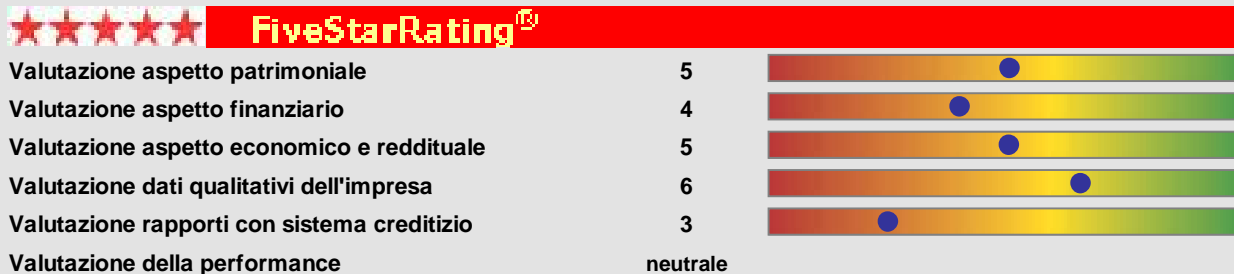 FiveStarRating®
Valutazione aspetto patrimoniale 5
Valutazione aspetto finanziario 4
Valutazione aspetto economico e reddituale 5
Valutazione dati qualitativi dell'impresa 6
Valutazione rapporti con sistema creditizio 3
Valutazione della performance neutrale